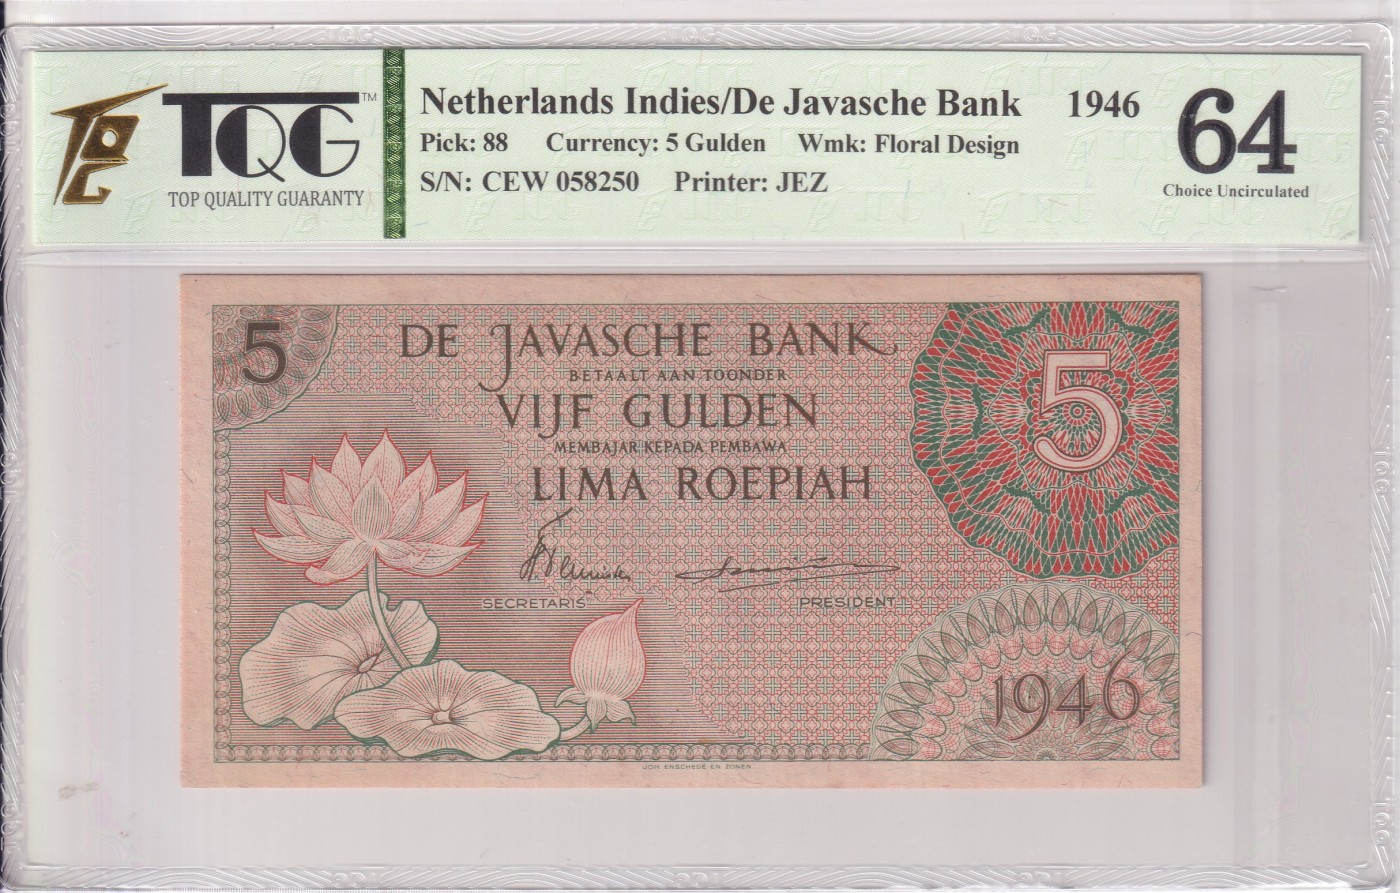 TQG™
TOP QUALITY GUARANTY
Netherlands Indies/De Javasche Bank 1946
Pick: 88 Currency: 5 Gulden Wmk: Floral Design
S/N: CEW 058250 Printer: JEZ
64
Choice Uncirculated
5
DE JAVASCHE BANK
BETAALT AAN TOONDER
VIJF GULDEN
MEMBAJAR KEPADA PEMBAWA
LIMA ROEPIAH
5
SECRETARIS
PRESIDENT
1946
JOH. ENSCHEDÉ EN ZONEN